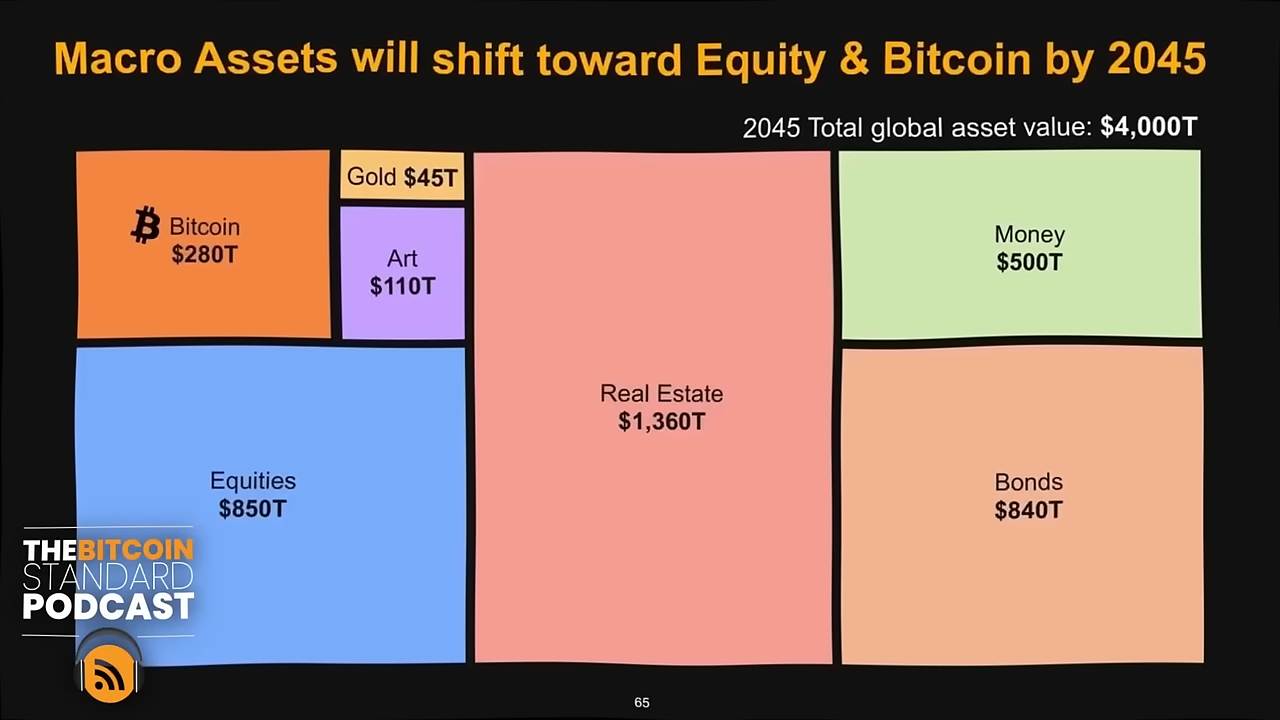 Macro Assets will shift toward Equity & Bitcoin by 2045
2045 Total global asset value: $4,000T
Bitcoin
$280T
Gold $45T
Art
$110T
Real Estate
$1,360T
Money
$500T
Equities
$850T
Bonds
$840T
THEBITCOIN
STANDARD
PODCAST
65